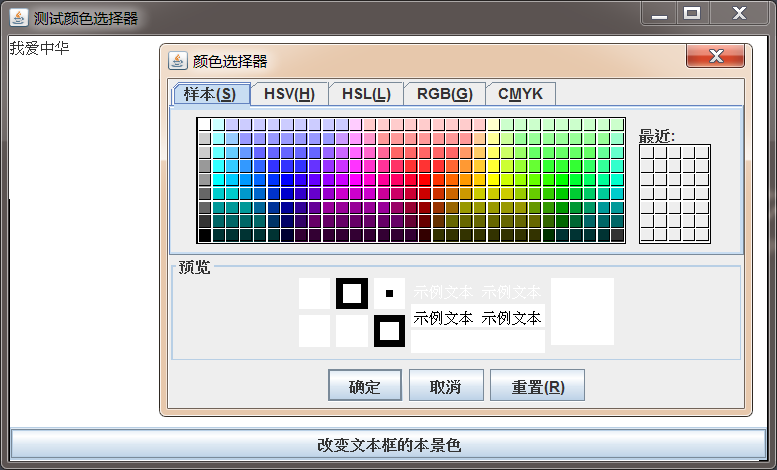 测试颜色选择器
我爱中华
颜色选择器
样本(S) HSV(H) HSL(L) RGB(G) CMYK
最近:
预览
示例文本 示例文本
示例文本 示例文本
确定 取消 重置(R)
改变文本框的本景色